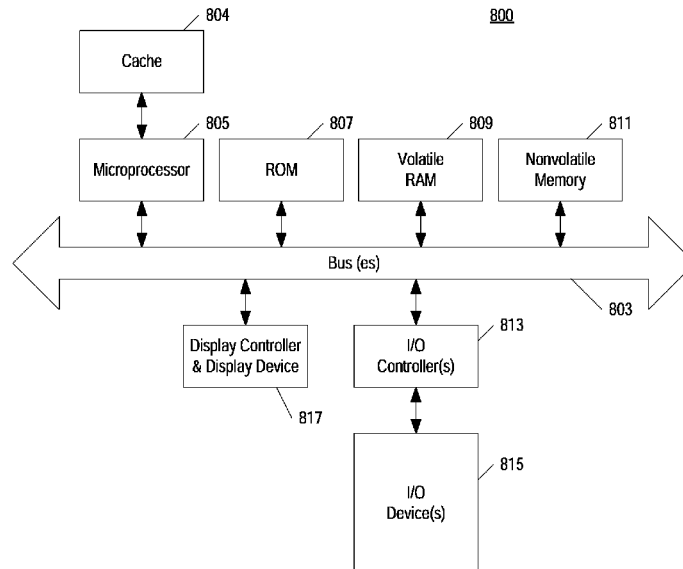 804
800
Cache
805
807
809
811
Microprocessor
ROM
Volatile
RAM
Nonvolatile
Memory
Bus (es)
803
Display Controller
& Display Device
817
I/O
Controller(s)
813
I/O
Device(s)
815